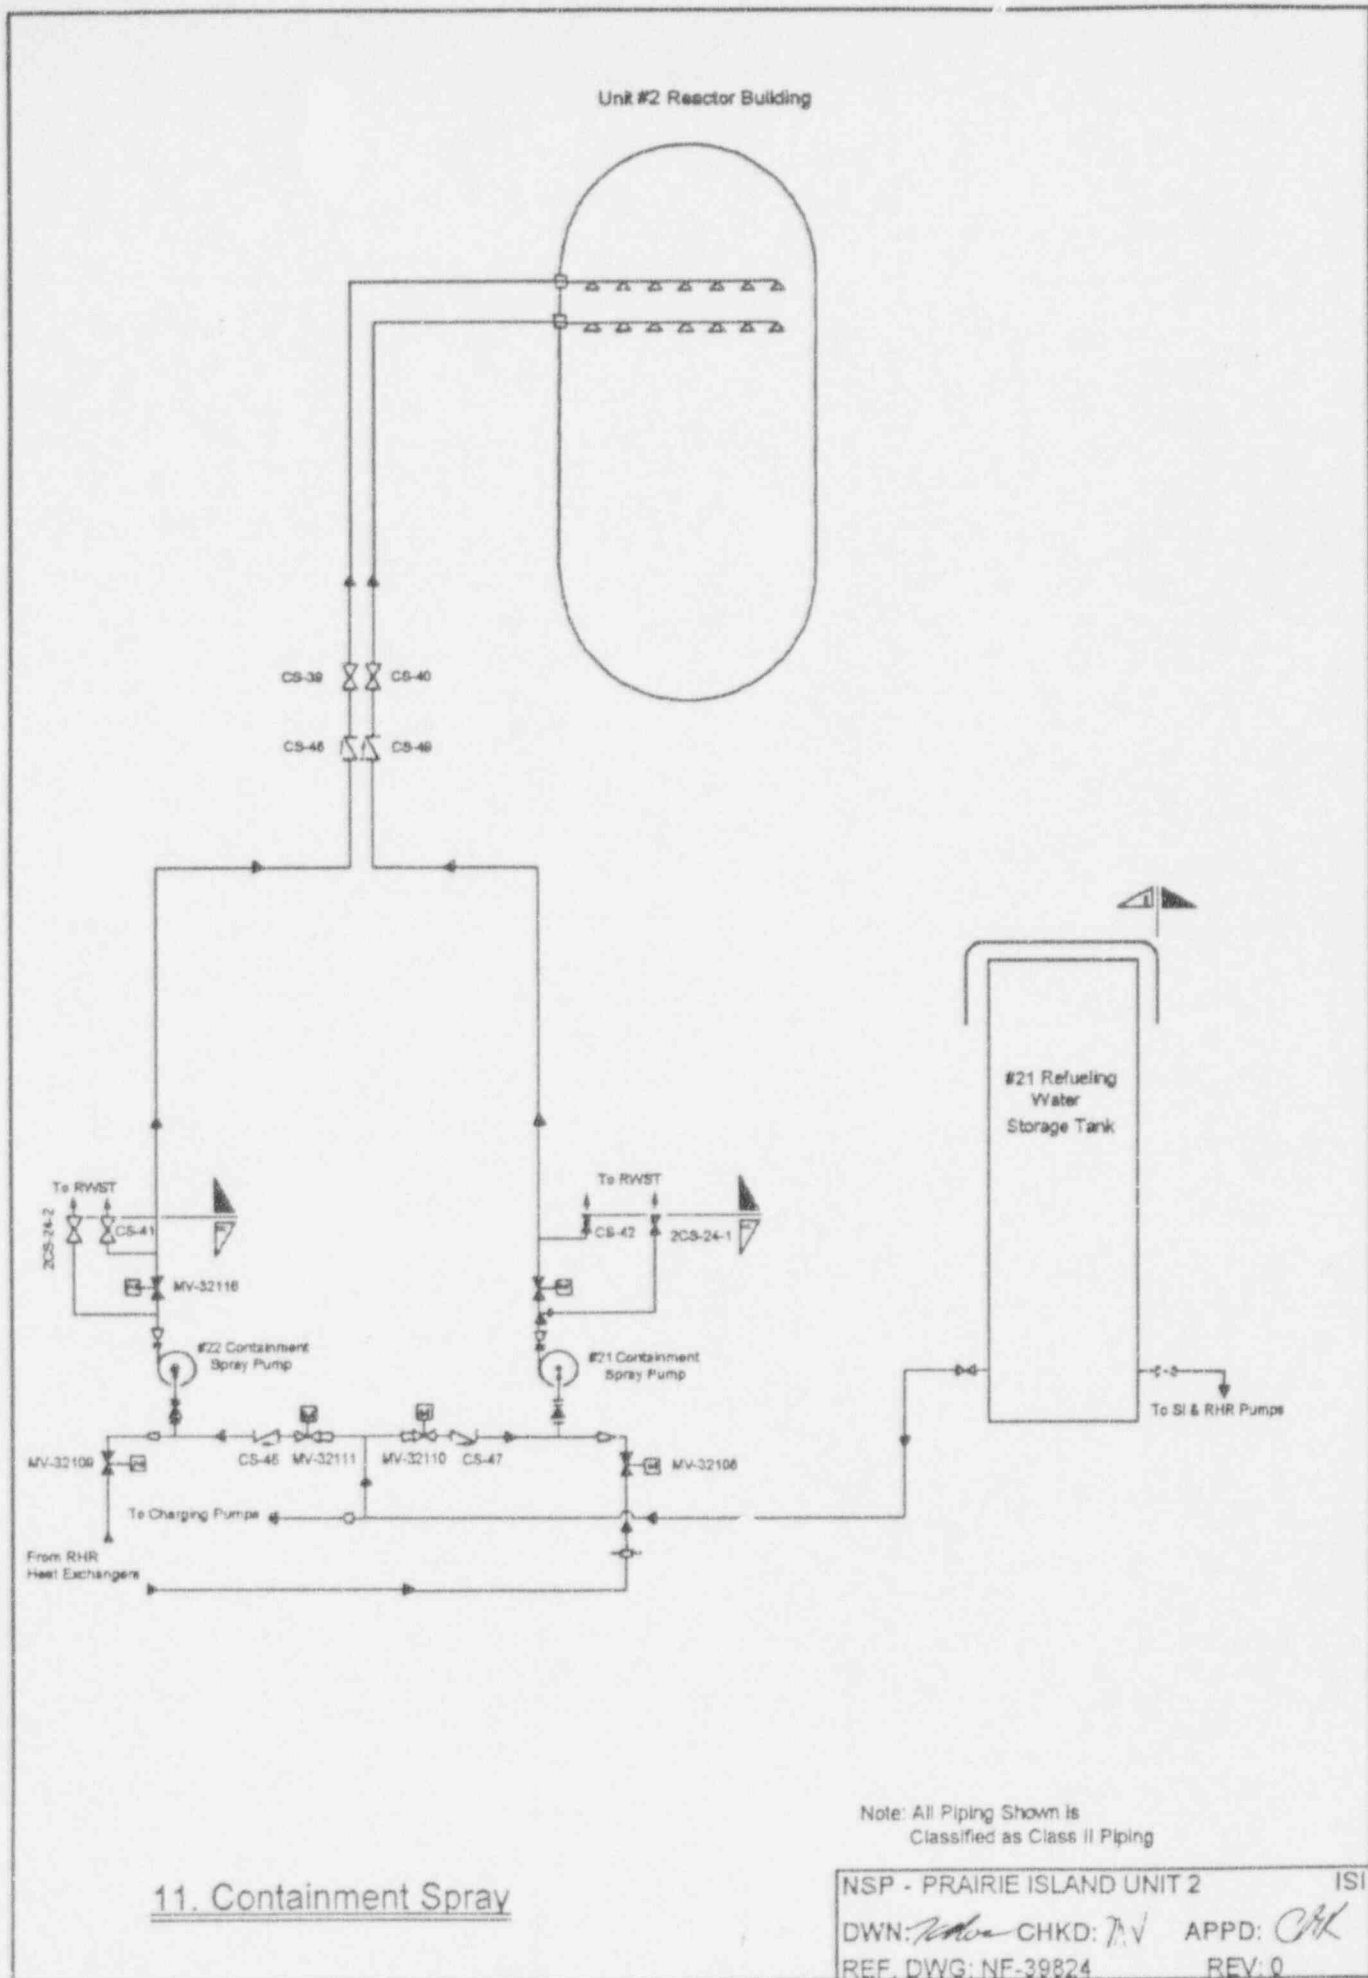 Unit #2 Reactor Building
CS-39
CS-40
CS-49
#21 Refueling
Water
Storage Tank
To RWST
2CS-24-2
CS-41
To RWST
CS-42
2CS-24-1
MV-32116
#22 Containment
Spray Pump
#21 Containment
Spray Pump
To SI & RHR Pumps
MV-32109
CS-46
MV-32111
MV-32110
CS-47
MV-32108
To Charging Pumps
From RHR
Heat Exchangers
Note: All Piping Shown is
Classified as Class II Piping
11. Containment Spray
NSP - PRAIRIE ISLAND UNIT 2 ISI
DWN: CHKD: APPD:
REF. DWG: NF-39824 REV: 0